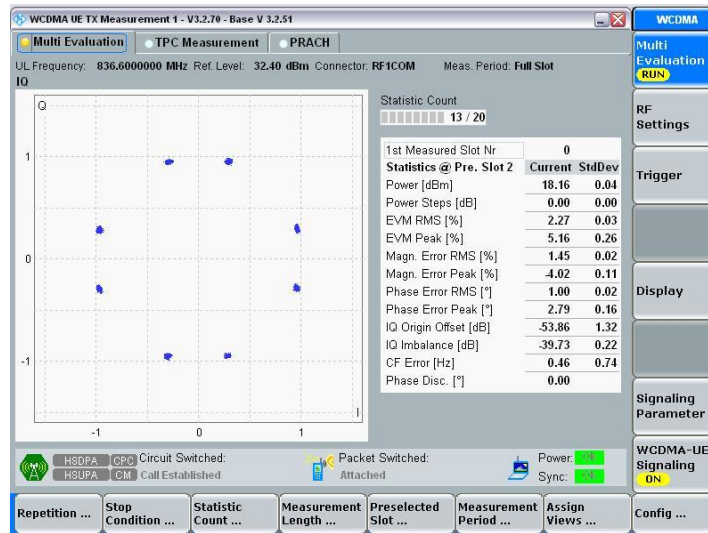 WCDMA UE TX Measurement 1 - V3.2.70 - Base V 3.2.51
WCDMA
Multi Evaluation
TPC Measurement
PRACH
Multi
Evaluation
RUN
UL Frequency: 836.6000000 MHz Ref. Level: 32.40 dBm Connector: RF1COM Meas. Period: Full Slot
IQ
Q
1
0
-1
-1 0 1
I
Statistic Count
13 / 20
1st Measured Slot Nr 0
Statistics @ Pre. Slot 2 Current StdDev
Power [dBm] 18.16 0.04
Power Steps [dB] 0.00 0.00
EVM RMS [%] 2.27 0.03
EVM Peak [%] 5.16 0.26
Magn. Error RMS [%] 1.45 0.02
Magn. Error Peak [%] -4.02 0.11
Phase Error RMS [°] 1.00 0.02
Phase Error Peak [°] 2.79 0.16
IQ Origin Offset [dB] -53.86 1.32
IQ Imbalance [dB] -39.73 0.22
CF Error [Hz] 0.46 0.74
Phase Disc. [°] 0.00
RF
Settings
Trigger
Display
Signaling
Parameter
WCDMA-UE
Signaling
ON
HSDPA CPC Circuit Switched: Packet Switched: Power:
HSUPA CM Call Established Attached Sync:
Repetition ...
Stop
Condition ...
Statistic
Count ...
Measurement
Length ...
Preselected
Slot ...
Measurement
Period ...
Assign
Views ...
Config ...